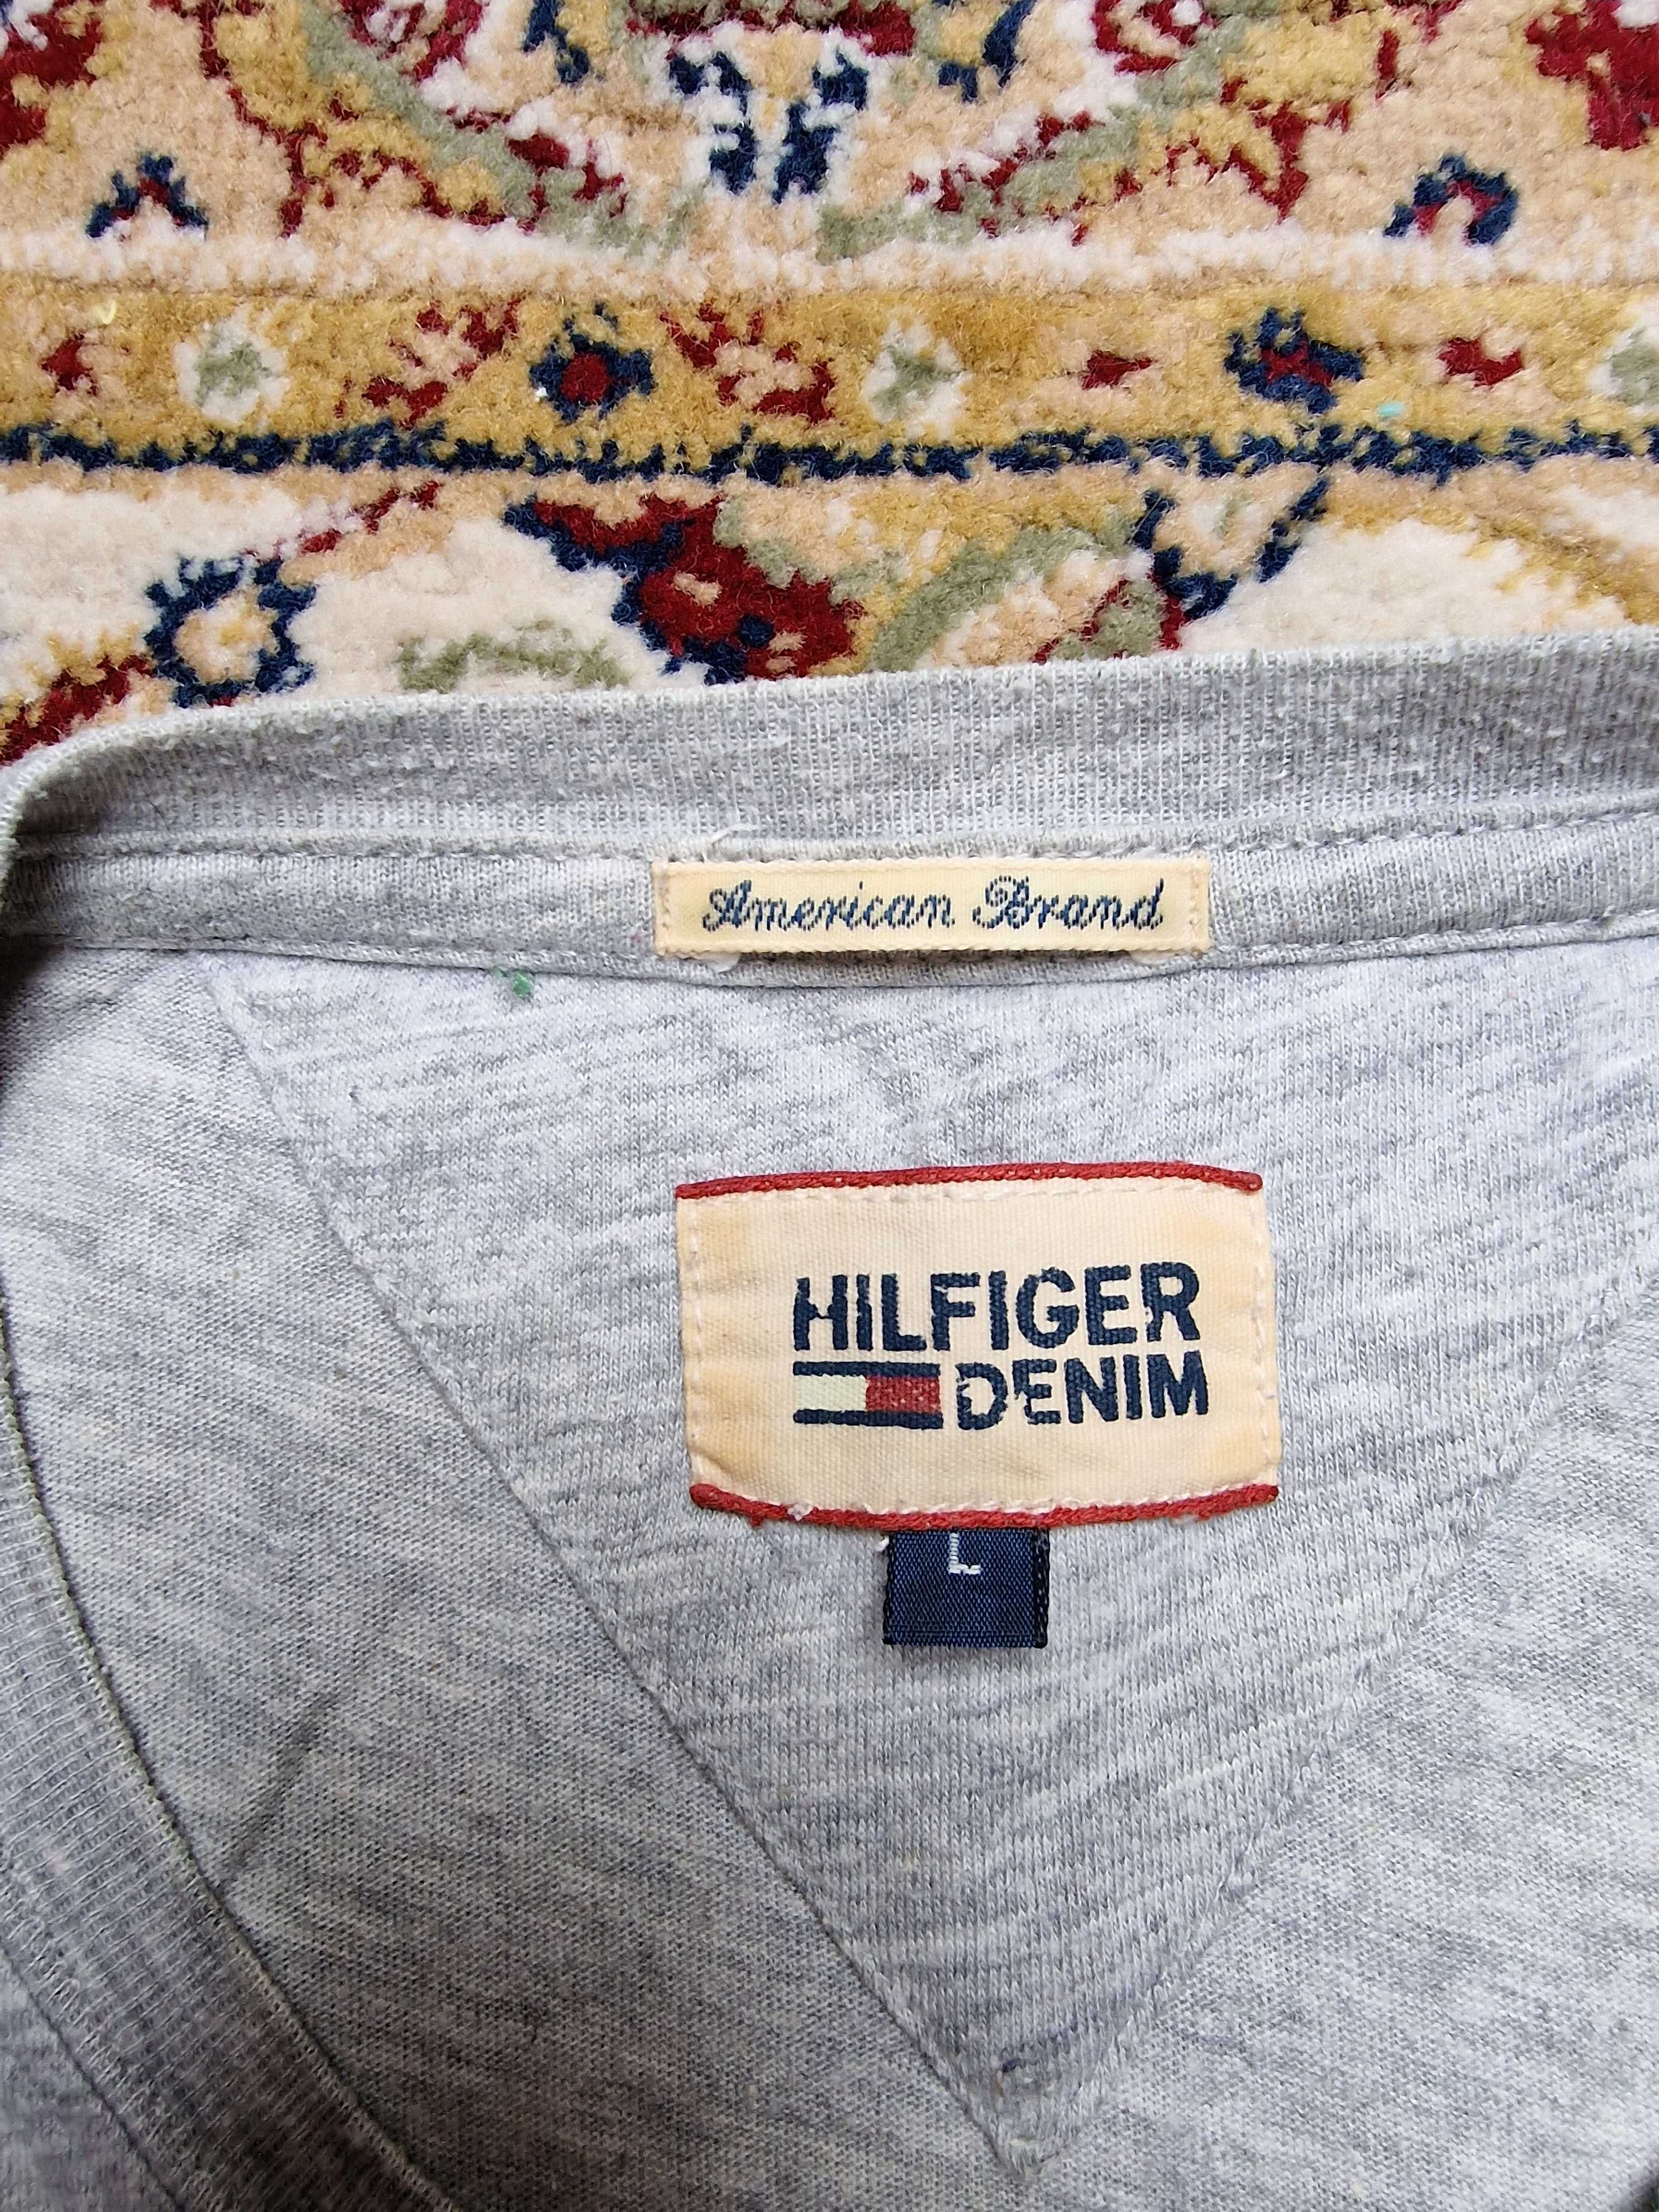 American Brand
HILFIGER
DENIM
L